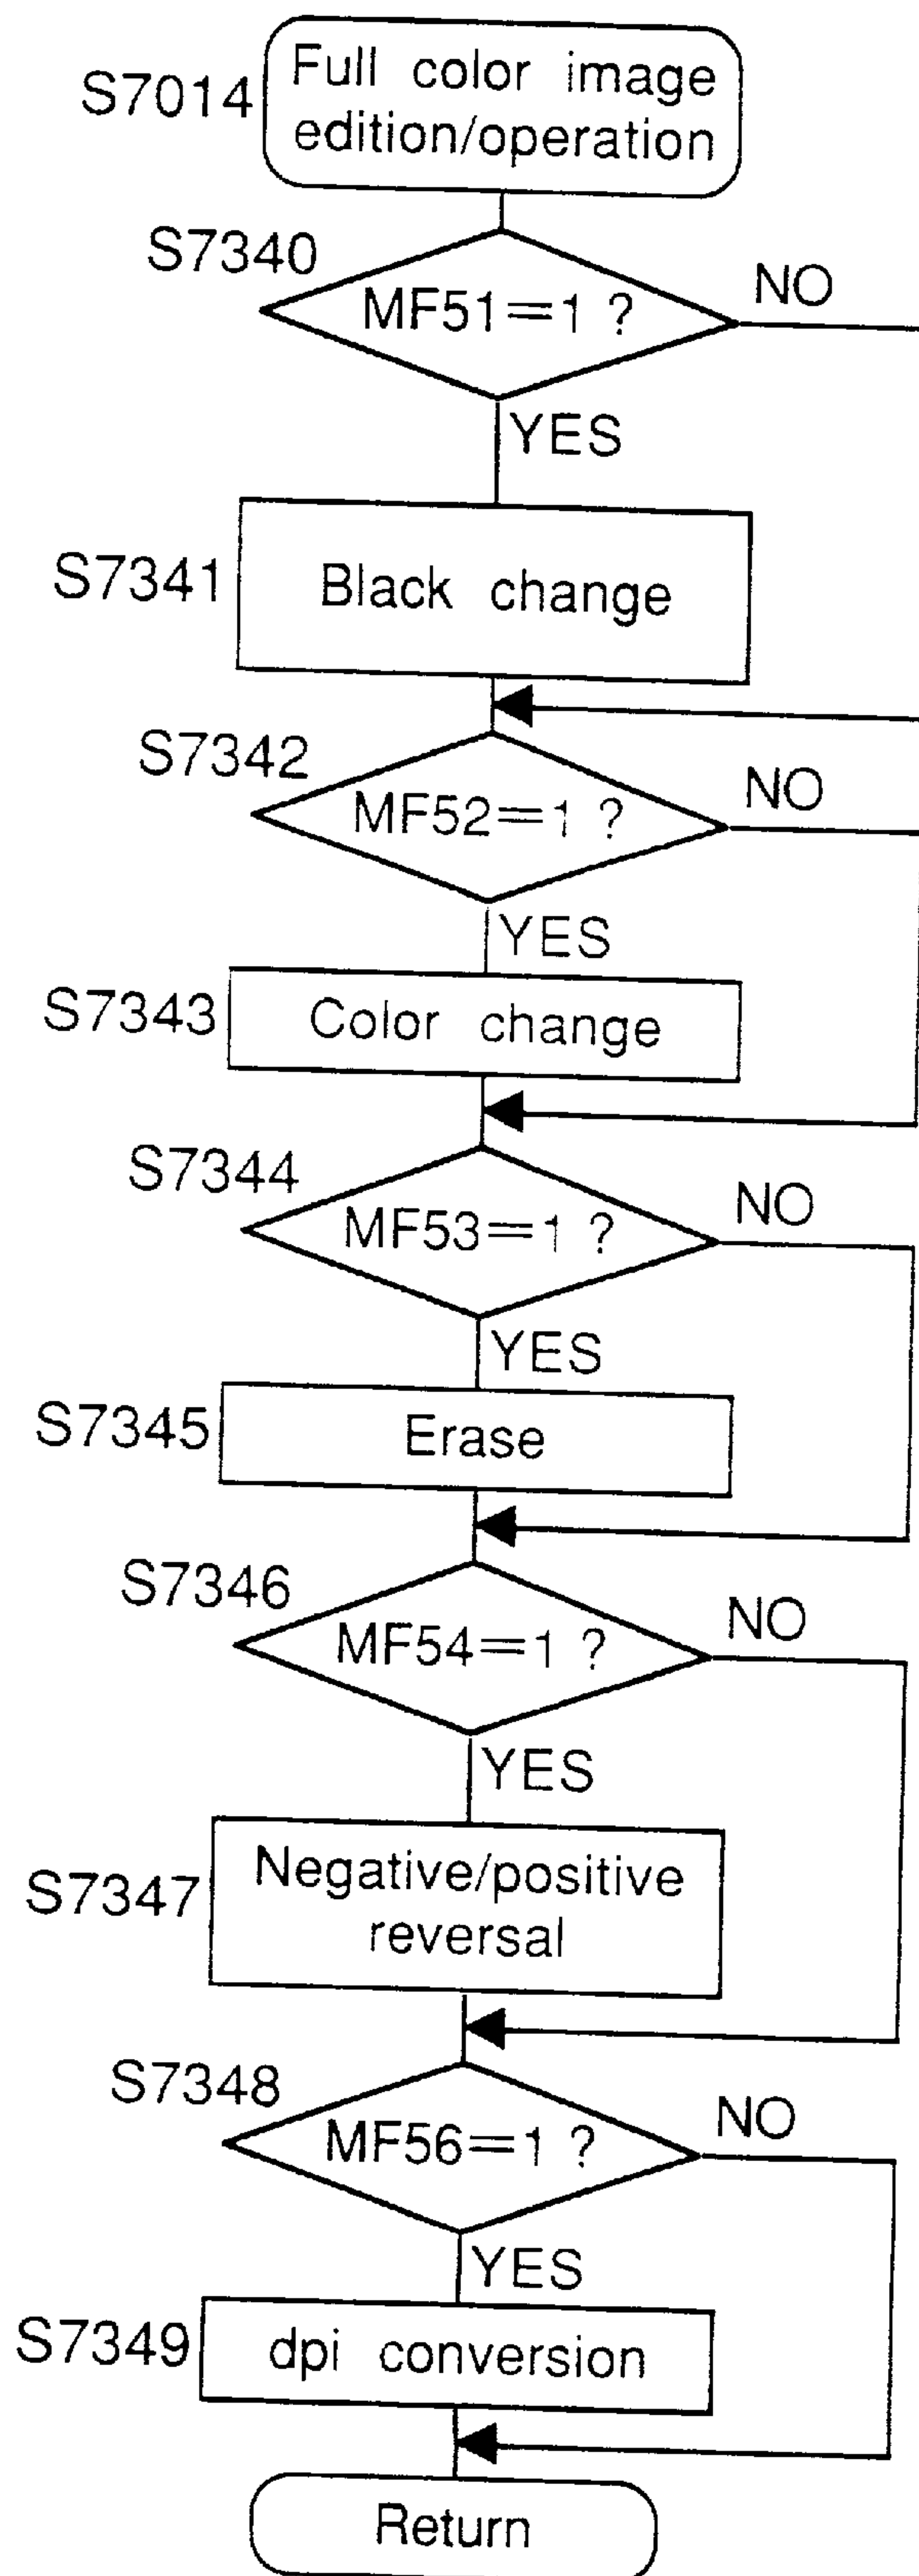 S7014
Full color image
edition/operation
S7340
MF51=1 ?
NO
YES
S7341
Black change
S7342
MF52=1 ?
NO
YES
S7343
Color change
S7344
MF53=1 ?
NO
YES
S7345
Erase
S7346
MF54=1 ?
NO
YES
S7347
Negative/positive
reversal
S7348
MF56=1 ?
NO
YES
S7349
dpi conversion
Return